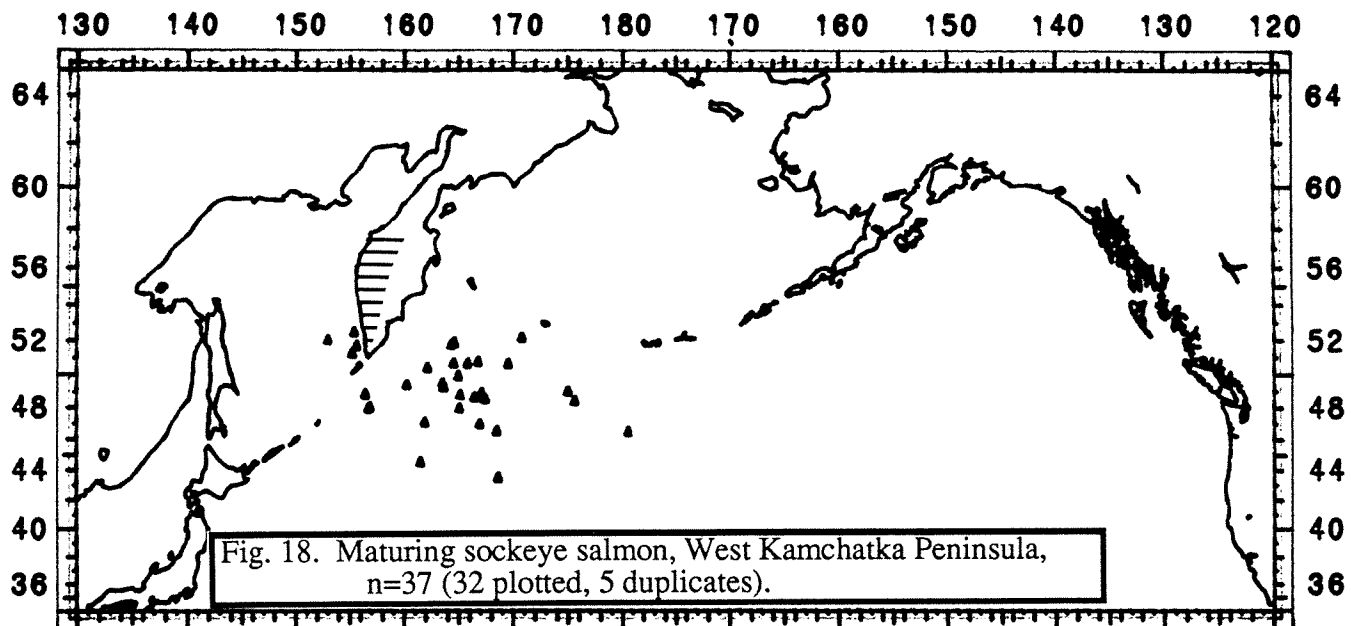 130 140 150 160 170 180 170 160 150 140 130 120
64 64
60 60
56 56
52 52
48 48
44 44
40 40
36 36
Fig. 18. Maturing sockeye salmon, West Kamchatka Peninsula,
n=37 (32 plotted, 5 duplicates).